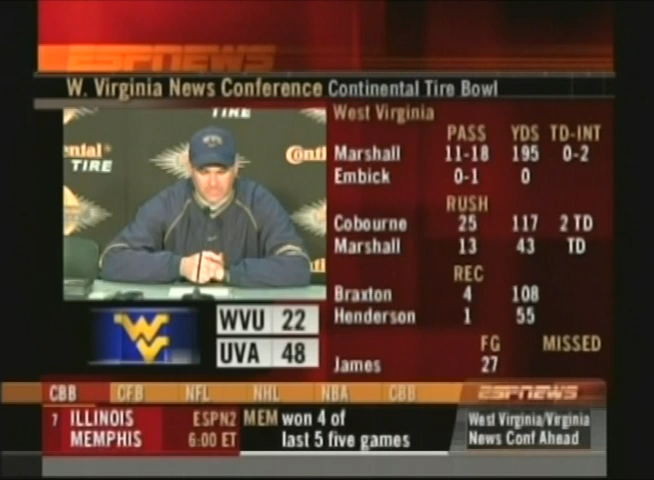 ESPNEWS
W. Virginia News Conference Continental Tire Bowl
West Virginia
PASS YDS TD-INT
Marshall 11-18 195 0-2
Embick 0-1 0
RUSH
Cobourne 25 117 2 TD
Marshall 13 43 TD
REC
Braxton 4 108
Henderson 1 55
FG MISSED
James 27
TIRE
ntal
TIRE
Conti
WV
WVU 22
UVA 48
CBB CFB NFL NHL NBA CBB ESPNEWS
7 ILLINOIS ESPN2 MEM won 4 of
MEMPHIS 6:00 ET last 5 five games
West Virginia/Virginia
News Conf Ahead